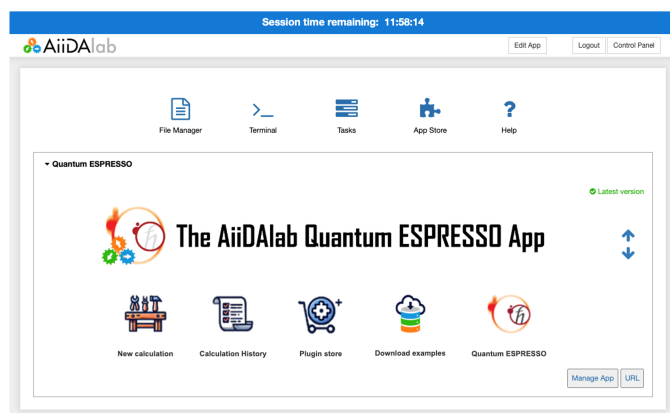 Session time remaining: 11:58:14
AiiDAlab
Edit App
Logout
Control Panel
File Manager
Terminal
Tasks
App Store
Help
Quantum ESPRESSO
Latest version
The AiiDAlab Quantum ESPRESSO App
New calculation
Calculation History
Plugin store
Download examples
Quantum ESPRESSO
Manage App
URL